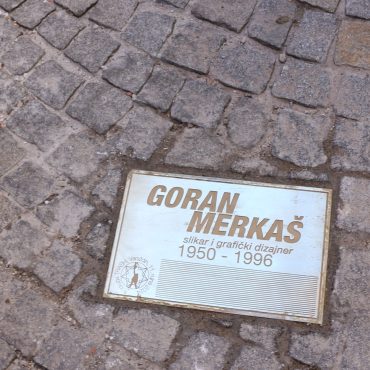 GORAN
MERKAŠ
slikar i grafički dizajner
1950 - 1996